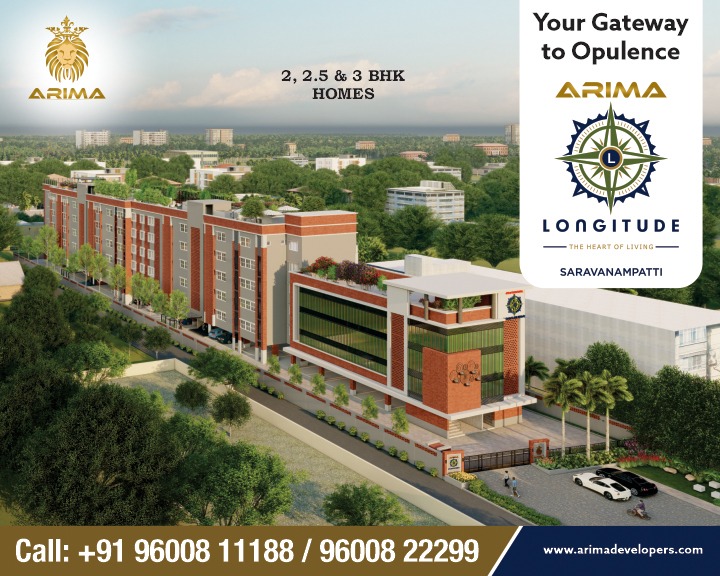 ARIMA
2, 2.5 & 3 BHK
HOMES
Your Gateway
to Opulence
ARIMA
L
LONGITUDE
THE HEART OF LIVING
SARAVANAMPATTI
Call: +91 96008 11188 / 96008 22299
www.arimadevelopers.com